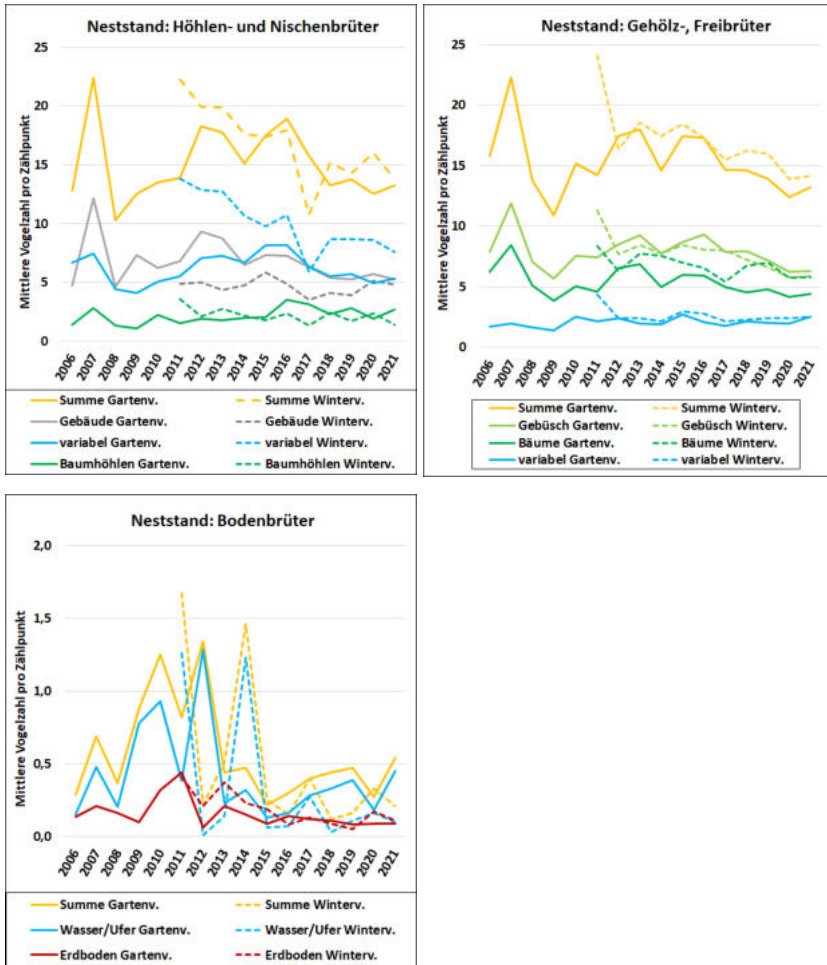 Neststand: Höhlen- und Nischenbrüter
Mittlere Vogelzahl pro Zählpunkt
25
20
15
10
5
0
2006 2007 2008 2009 2010 2011 2012 2013 2014 2015 2016 2017 2018 2019 2020 2021
Summe Gartenv. Summe Winterv.
Gebäude Gartenv. Gebäude Winterv.
variabel Gartenv. variabel Winterv.
Baumhöhlen Gartenv. Baumhöhlen Winterv.
Neststand: Gehölz-, Freibrüter
Mittlere Vogelzahl pro Zählpunkt
25
20
15
10
5
0
2006 2007 2008 2009 2010 2011 2012 2013 2014 2015 2016 2017 2018 2019 2020 2021
Summe Gartenv. Summe Winterv.
Gebüsch Gartenv. Gebüsch Winterv.
Bäume Gartenv. Bäume Winterv.
variabel Gartenv. variabel Winterv.
Neststand: Bodenbrüter
Mittlere Vogelzahl pro Zählpunkt
2,0
1,5
1,0
0,5
0,0
2006 2007 2008 2009 2010 2011 2012 2013 2014 2015 2016 2017 2018 2019 2020 2021
Summe Gartenv. Summe Winterv.
Wasser/Ufer Gartenv. Wasser/Ufer Winterv.
Erdboden Gartenv. Erdboden Winterv.